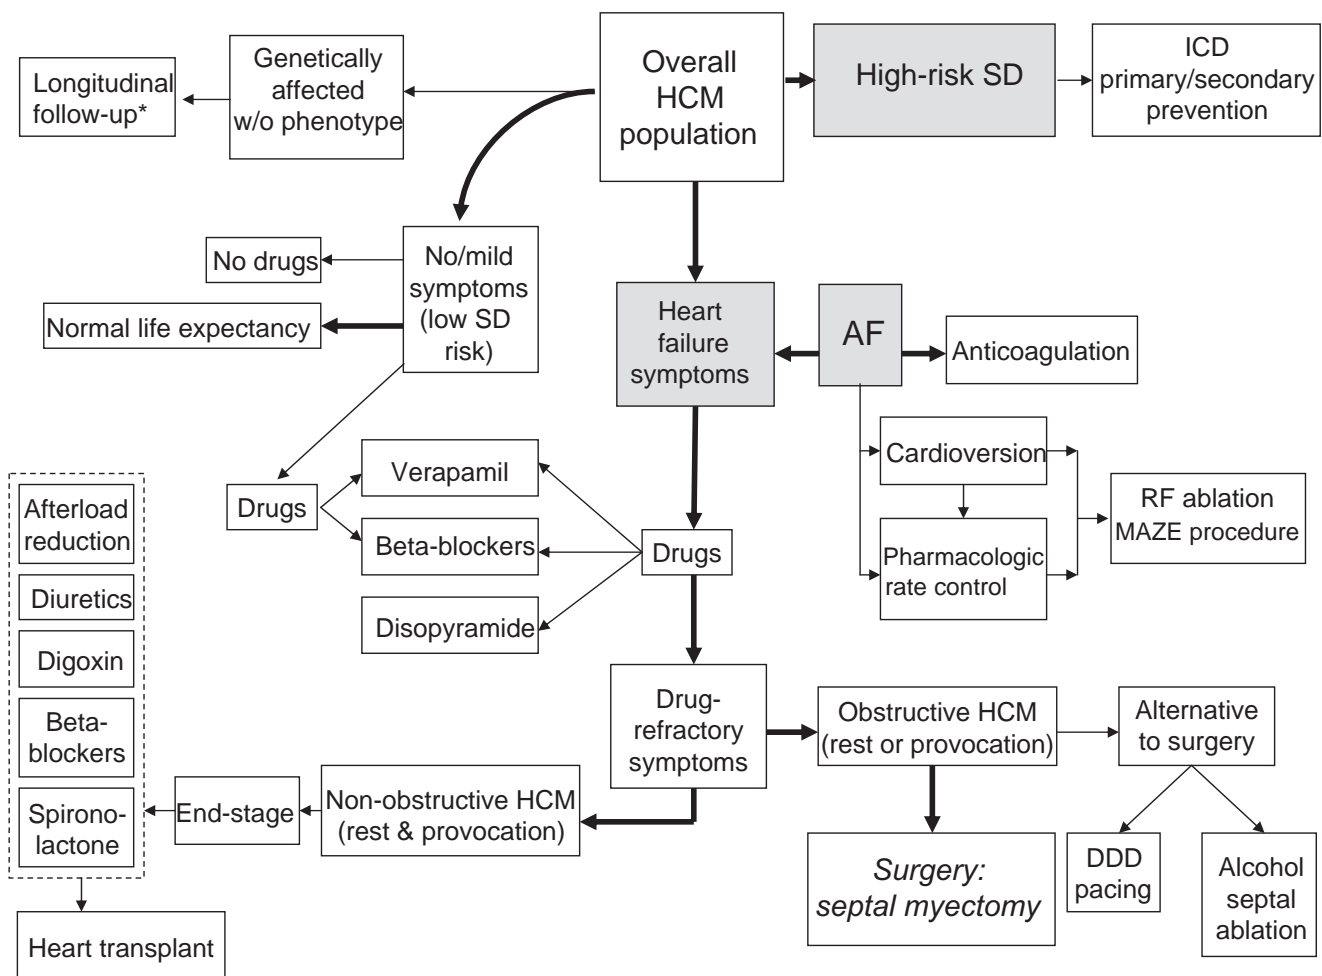 Overall
HCM
population
High-risk SD
ICD
primary/secondary
prevention
Genetically
affected
w/o phenotype
Longitudinal
follow-up*
No/mild
symptoms
(low SD
risk)
No drugs
Normal life expectancy
Heart
failure
symptoms
AF
Anticoagulation
Cardioversion
Pharmacologic
rate control
RF ablation
MAZE procedure
Drugs
Verapamil
Beta-blockers
Disopyramide
Drugs
Afterload
reduction
Diuretics
Digoxin
Beta-
blockers
Spirono-
lactone
Drug-
refractory
symptoms
Obstructive HCM
(rest or provocation)
Alternative
to surgery
Non-obstructive HCM
(rest & provocation)
End-stage
Surgery:
septal myectomy
DDD
pacing
Alcohol
septal
ablation
Heart transplant